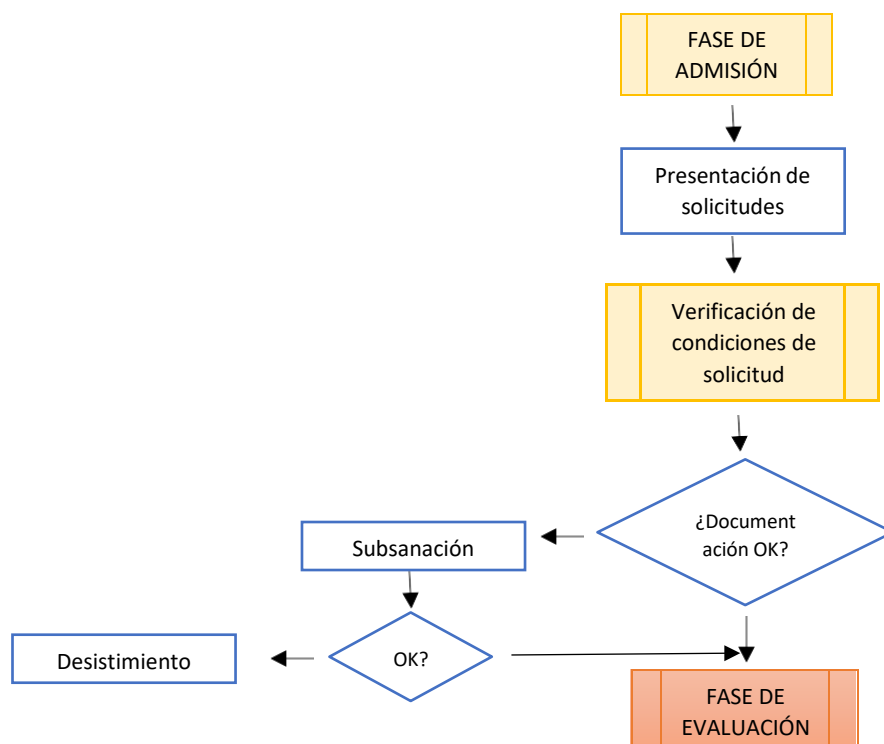 FASE DE
ADMISIÓN
Presentación de
solicitudes
Verificación de
condiciones de
solicitud
¿Document
ación OK?
Subsanación
OK?
Desistimiento
FASE DE
EVALUACIÓN